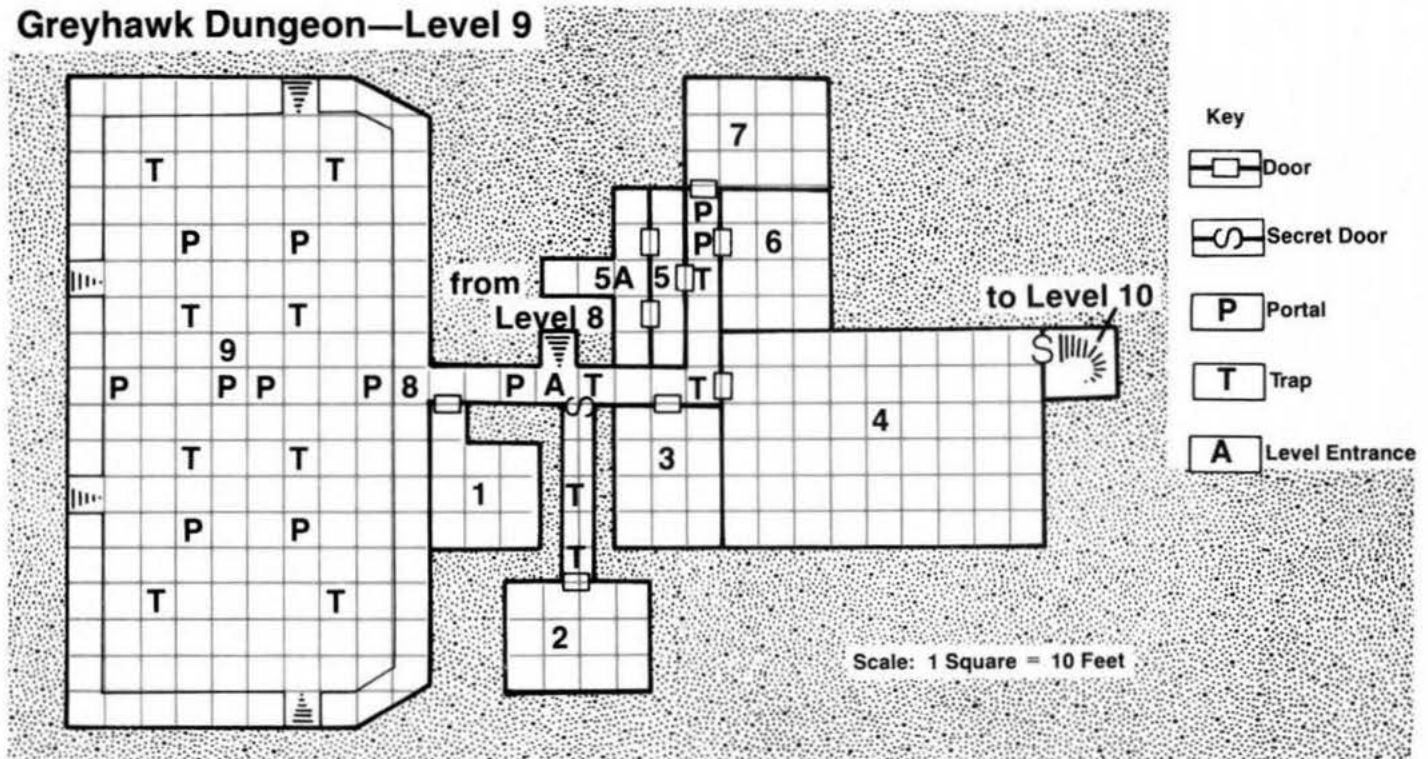 Greyhawk Dungeon—Level 9
Key
Door
S Secret Door
P Portal
T Trap
A Level Entrance
7
T T
P
P P P 6
from 5A 5 T
Level 8
to Level 10
T T
S
9
P P P P 8 P A T T
S
4
T T 3
1 T
P P
T
T T
2
Scale: 1 Square = 10 Feet